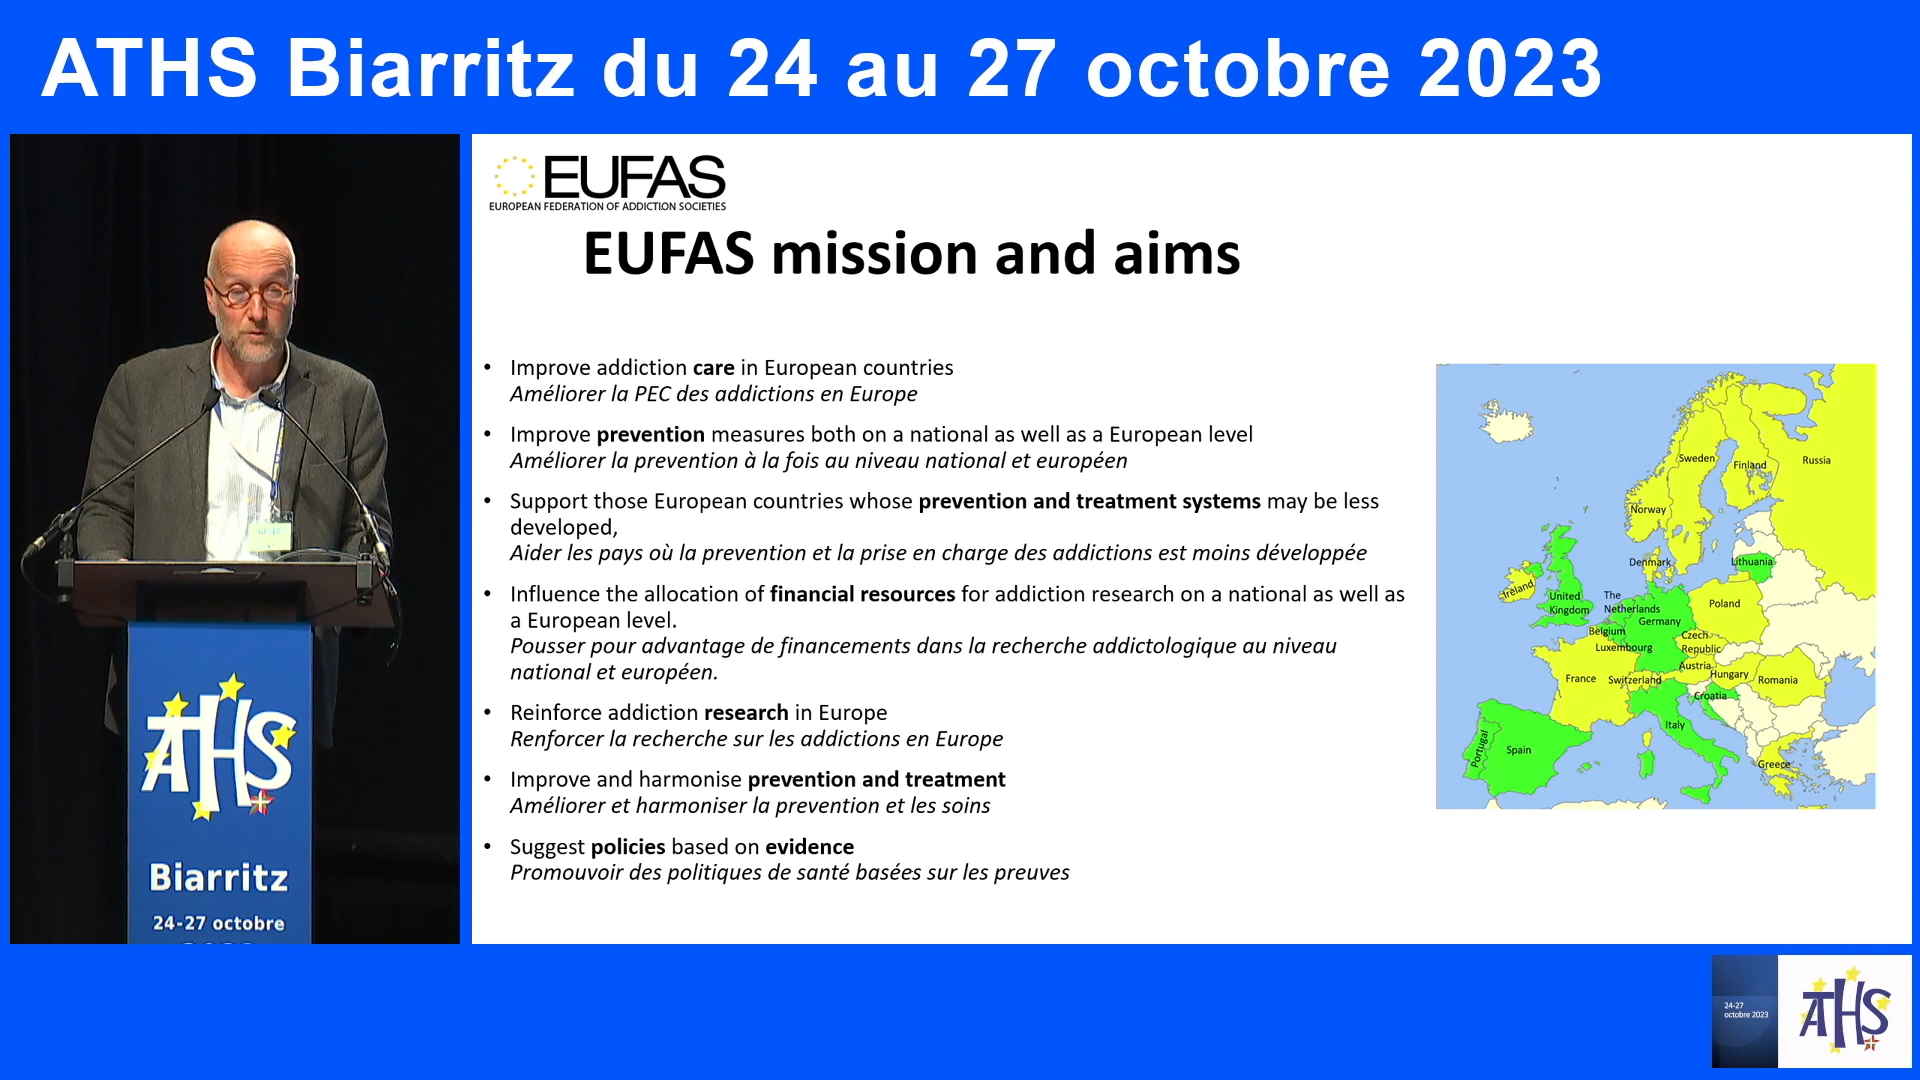 ATHS Biarritz du 24 au 27 octobre 2023
EUFAS
EUROPEAN FEDERATION OF ADDICTION SOCIETIES
EUFAS mission and aims
• Improve addiction care in European countries
Améliorer la PEC des addictions en Europe
• Improve prevention measures both on a national as well as a European level
Améliorer la prevention à la fois au niveau national et européen
• Support those European countries whose prevention and treatment systems may be less
developed,
Aider les pays où la prevention et la prise en charge des addictions est moins développée
• Influence the allocation of financial resources for addiction research on a national as well as
a European level.
Pousser pour advantage de financements dans la recherche addictologique au niveau
national et européen.
• Reinforce addiction research in Europe
Renforcer la recherche sur les addictions en Europe
• Improve and harmonise prevention and treatment
Améliorer et harmoniser la prevention et les soins
• Suggest policies based on evidence
Promouvoir des politiques de santé basées sur les preuves
Sweden
Finland
Russia
Norway
Denmark
Lithuania
Ireland
United
Kingdom
The
Netherlands
Poland
Germany
Belgium
Luxembourg
Czech
Republic
Austria
Hungary
France
Switzerland
Romania
Croatia
Italy
Portugal
Spain
Greece
ATHS
Biarritz
24-27 octobre
24-27
octobre 2023
ATHS